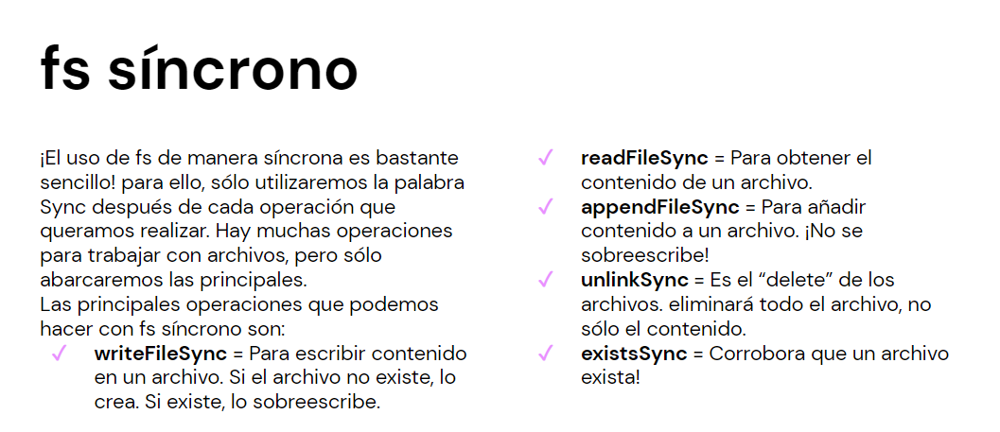 fs síncrono
¡El uso de fs de manera síncrona es bastante
sencillo! para ello, sólo utilizaremos la palabra
Sync después de cada operación que
queramos realizar. Hay muchas operaciones
para trabajar con archivos, pero sólo
abarcaremos las principales.
Las principales operaciones que podemos
hacer con fs síncrono son:
✓ writeFileSync = Para escribir contenido
en un archivo. Si el archivo no existe, lo
crea. Si existe, lo sobreescribe.
✓ readFileSync = Para obtener el
contenido de un archivo.
✓ appendFileSync = Para añadir
contenido a un archivo. ¡No se
sobreescribe!
✓ unlinkSync = Es el “delete” de los
archivos. eliminará todo el archivo, no
sólo el contenido.
✓ existsSync = Corrobora que un archivo
exista!